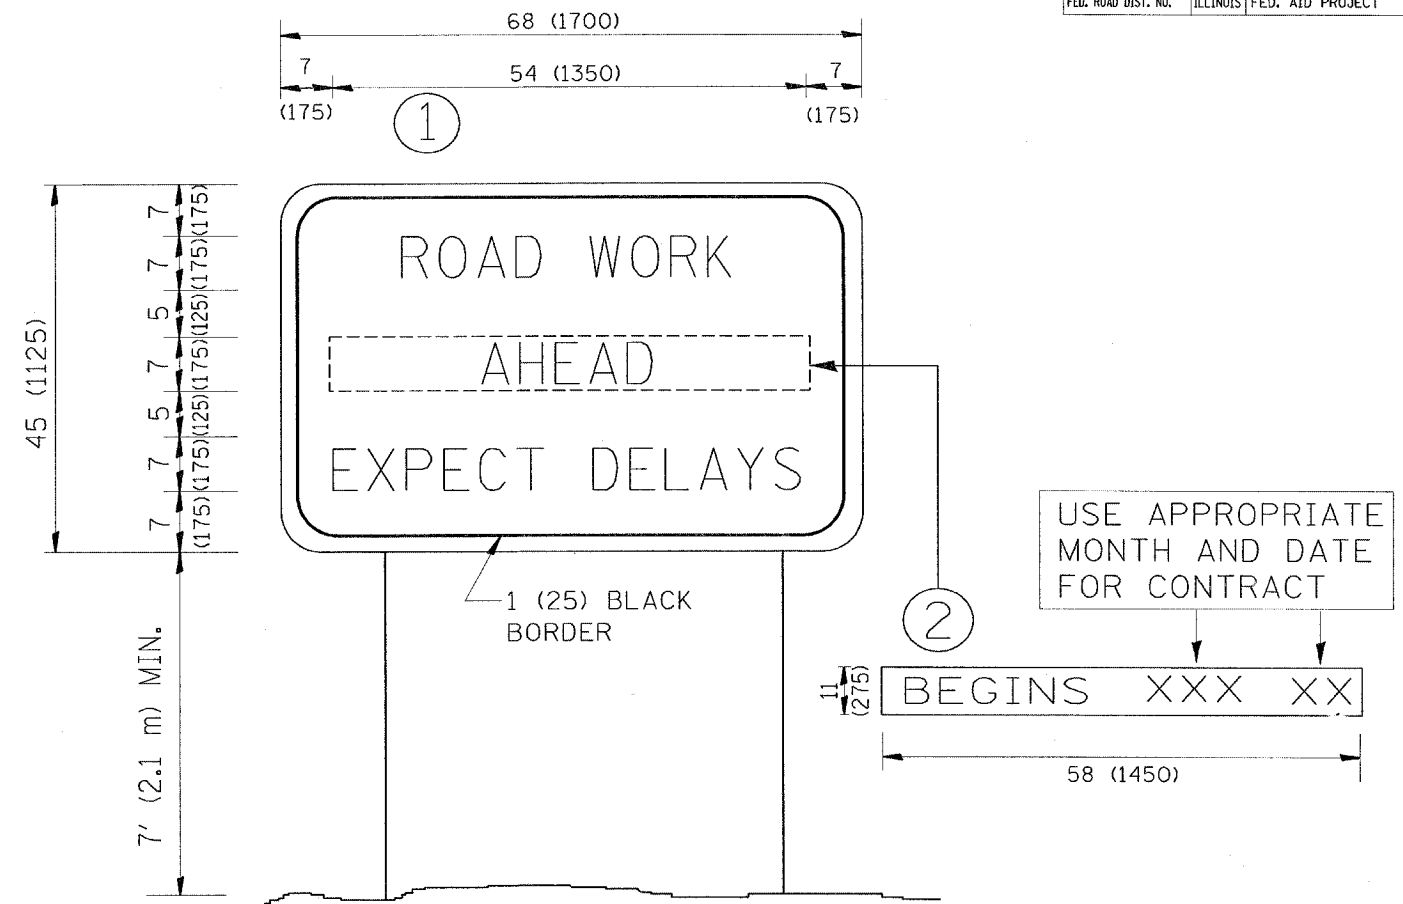 FED. ROAD DIST. NO. ILLINOIS FED. AID PROJECT
68 (1700)
7 54 (1350) 7
(175) (175)
1
7 (175)
7 (175)
5 (125)
7 (175)
5 (125)
7 (175)
7 (175)
45 (1125)
ROAD WORK
AHEAD
EXPECT DELAYS
1 (25) BLACK
BORDER
7' (2.1 m) MIN.
USE APPROPRIATE
MONTH AND DATE
FOR CONTRACT
2
11
(275)
BEGINS XXX XX
58 (1450)